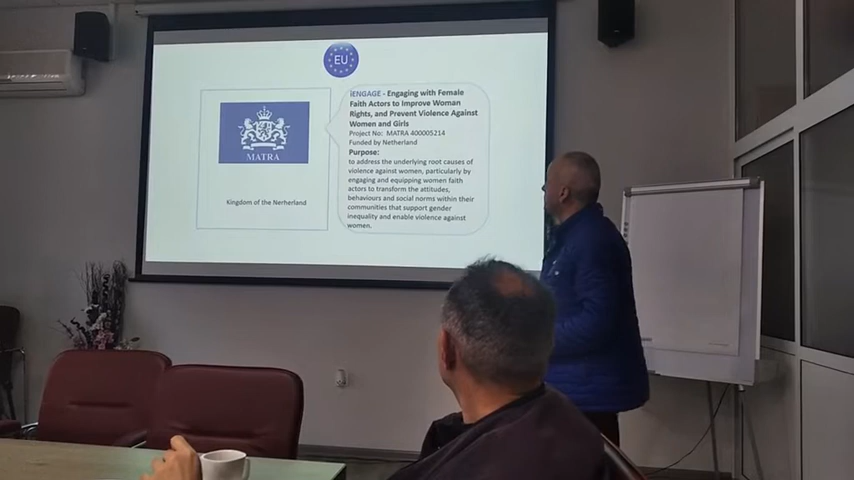 EU
iENGAGE - Engaging with Female
Faith Actors to Improve Woman
Rights, and Prevent Violence Against
Women and Girls
Project No: MATRA 400005214
Funded by Netherland
Purpose:
to address the underlying root causes of
violence against women, particularly by
engaging and equipping women faith
actors to transform the attitudes,
behaviours and social norms within their
communities that support gender
inequality and enable violence against
women.
MATRA
Kingdom of the Nerherland